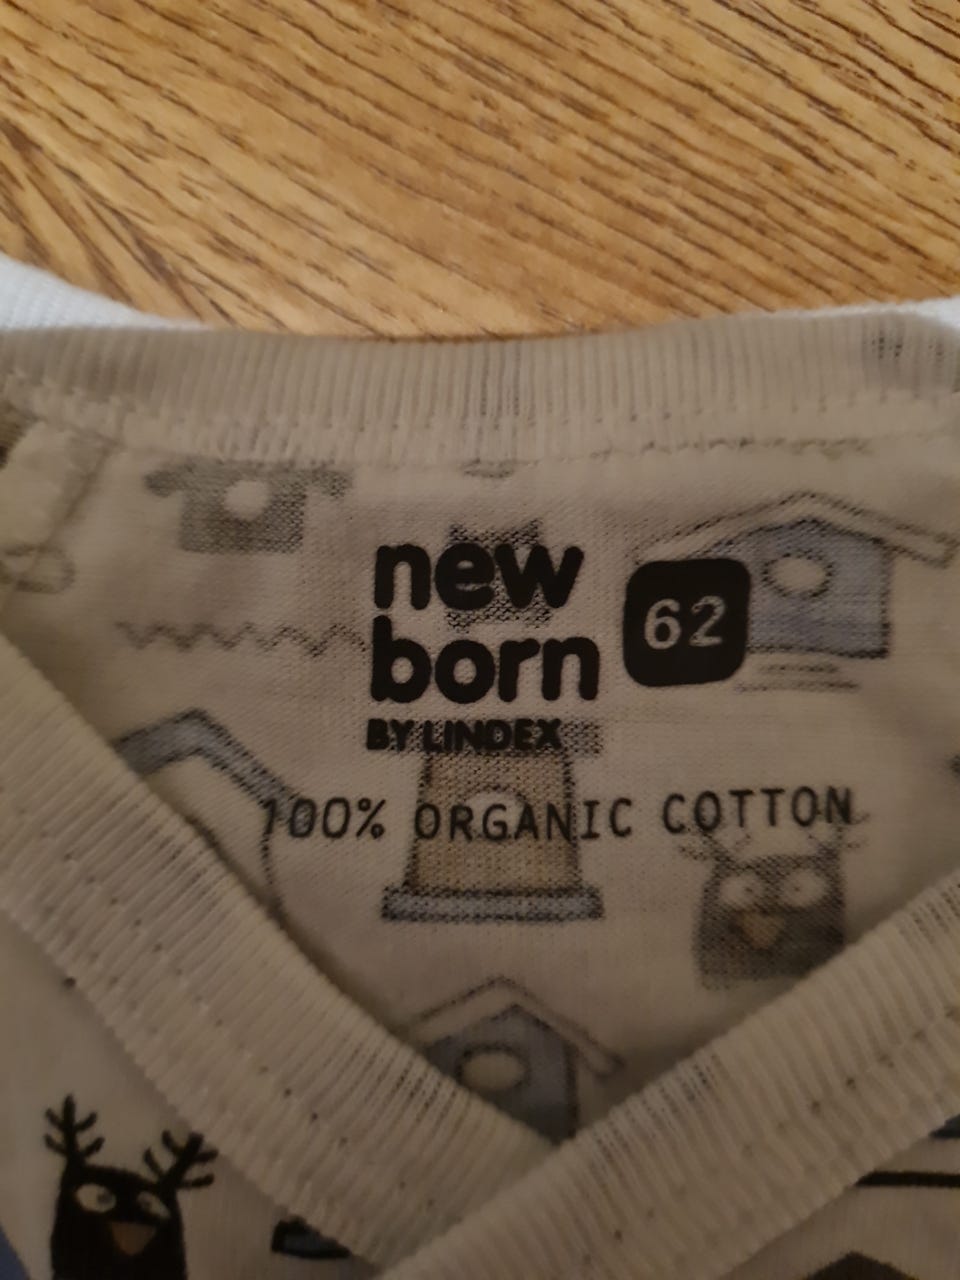 new
born
62
BY LINDEX
100% ORGANIC COTTON